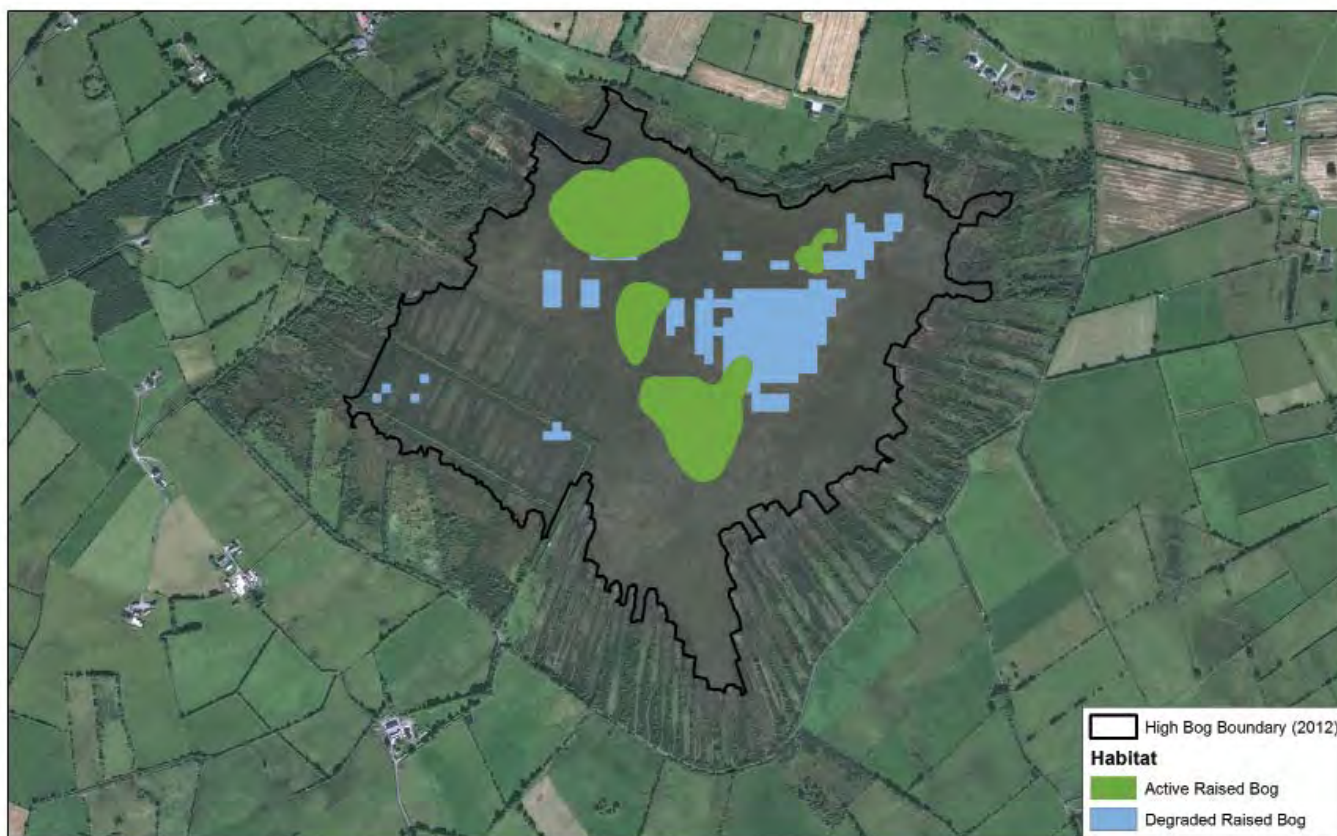 High Bog Boundary (2012)
Habitat
Active Raised Bog
Degraded Raised Bog